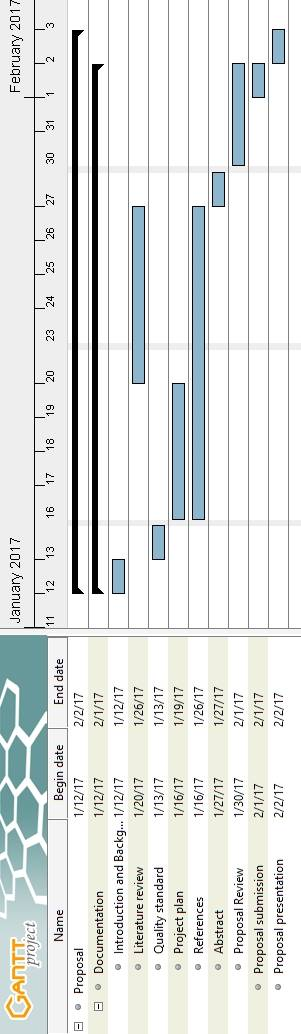 GANTT
project
Name Begin date End date
Proposal 1/12/17 2/2/17
Documentation 1/12/17 2/1/17
Introduction and Backg... 1/12/17 1/12/17
Literature review 1/20/17 1/26/17
Quality standard 1/13/17 1/13/17
Project plan 1/16/17 1/19/17
References 1/16/17 1/26/17
Abstract 1/27/17 1/27/17
Proposal Review 1/30/17 2/1/17
Proposal submission 2/1/17 2/1/17
Proposal presentation 2/2/17 2/2/17
January 2017 February 2017
11 12 13 16 17 18 19 20 23 24 25 26 27 30 31 1 2 3